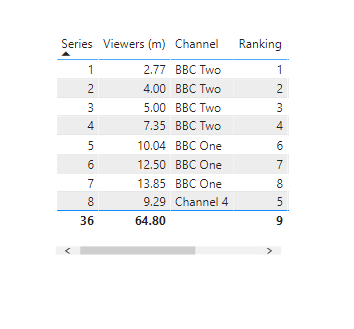 Series Viewers (m) Channel Ranking
1 2.77 BBC Two 1
2 4.00 BBC Two 2
3 5.00 BBC Two 3
4 7.35 BBC Two 4
5 10.04 BBC One 6
6 12.50 BBC One 7
7 13.85 BBC One 8
8 9.29 Channel 4 5
36 64.80 9